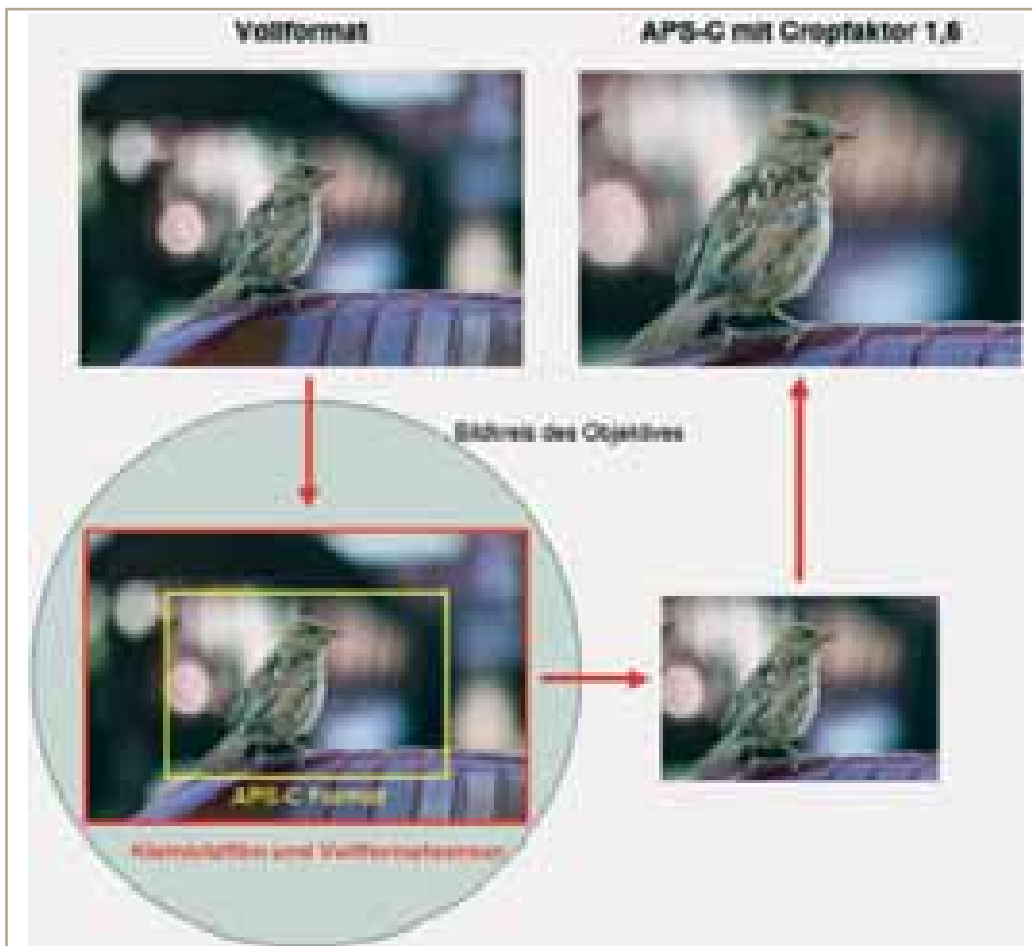 Vollformat
APS-C mit Cropfaktor 1,6
Bildkreis des Objektives
APS-C Format
Kleinbildfilm und Vollformatsensor